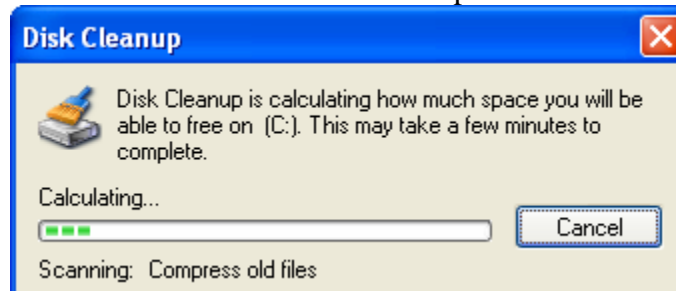 Disk Cleanup
Disk Cleanup is calculating how much space you will be
able to free on (C:). This may take a few minutes to
complete.
Calculating...
Cancel
Scanning: Compress old files